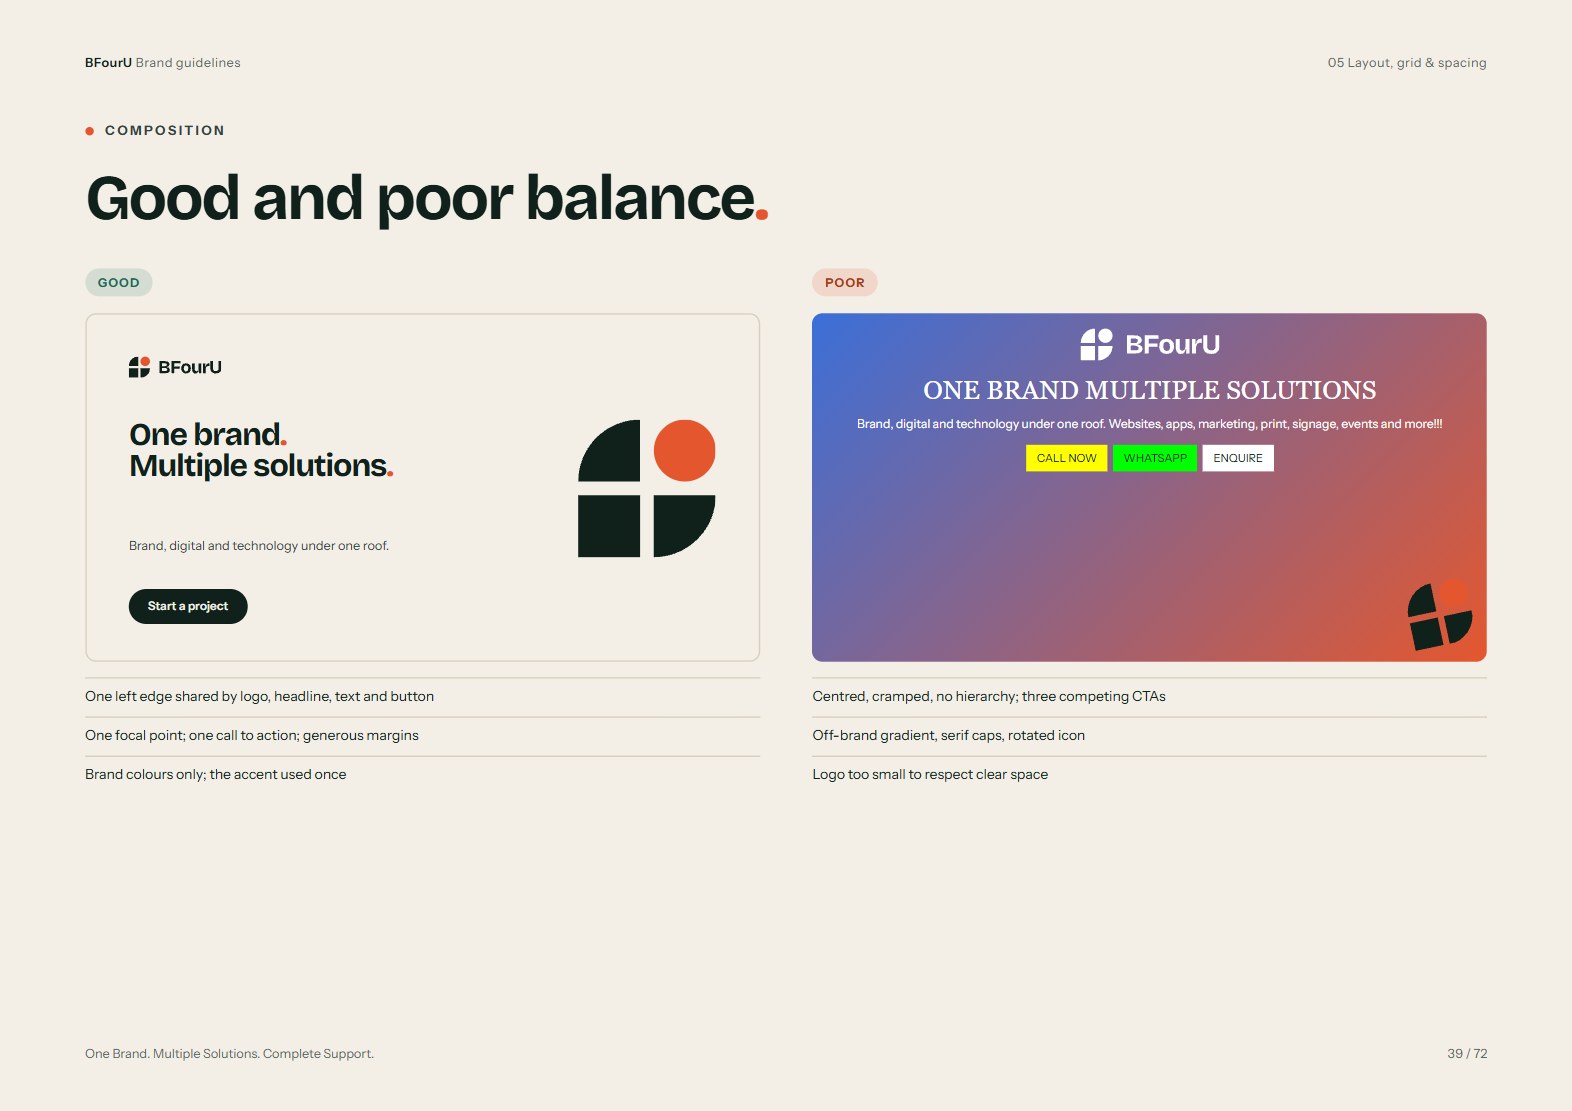 BFourU Brand guidelines
05 Layout, grid & spacing
COMPOSITION
Good and poor balance.
GOOD
BFourU
One brand.
Multiple solutions.
Brand, digital and technology under one roof.
Start a project
One left edge shared by logo, headline, text and button
One focal point; one call to action; generous margins
Brand colours only; the accent used once
POOR
BFourU
ONE BRAND MULTIPLE SOLUTIONS
Brand, digital and technology under one roof. Websites, apps, marketing, print, signage, events and more!!!
CALL NOW WHATSAPP ENQUIRE
Centred, cramped, no hierarchy; three competing CTAs
Off-brand gradient, serif caps, rotated icon
Logo too small to respect clear space
One Brand. Multiple Solutions. Complete Support.
39 / 72